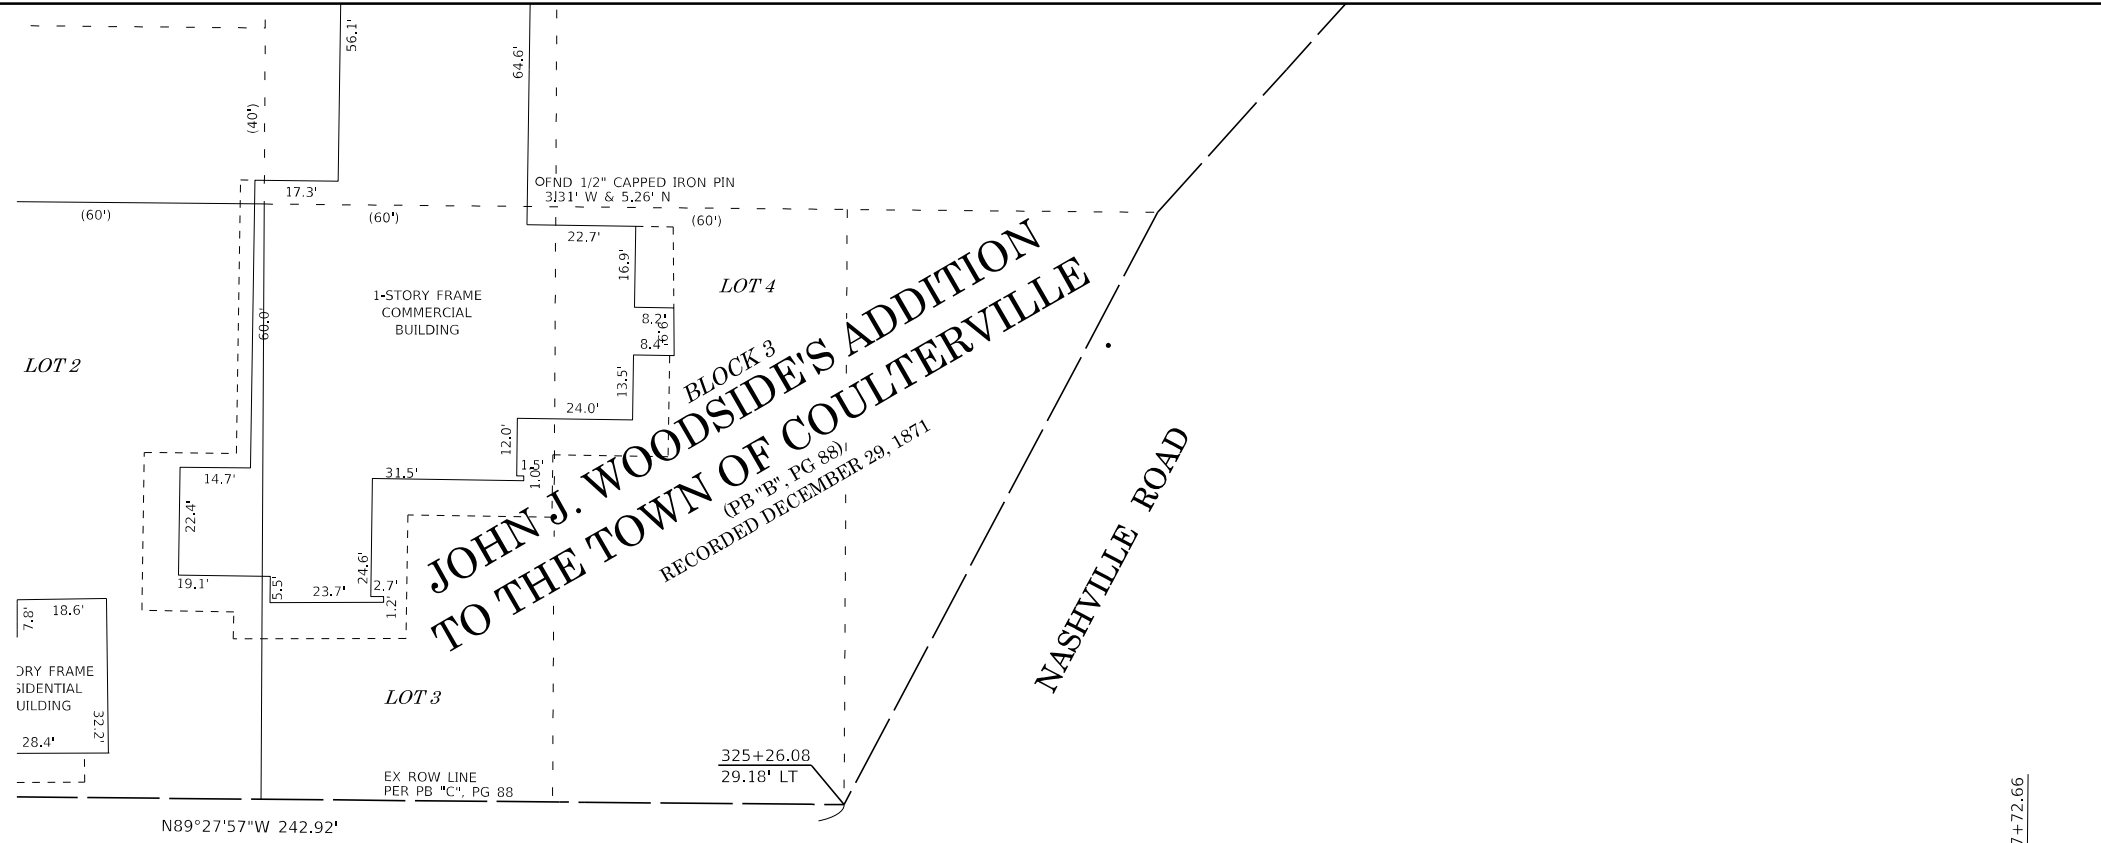 56.1'
64.6'
(40')
17.3'
OFND 1/2" CAPPED IRON PIN
3.31' W & 5.26' N
(60')
(60')
(60')
22.7'
16.9'
LOT 4
1-STORY FRAME
COMMERCIAL
BUILDING
60.0'
8.2'
6.6'
8.4'
LOT 2
BLOCK 3
JOHN J. WOODSIDE'S ADDITION
TO THE TOWN OF COULTERVILLE
(PB "B", PG 88)
RECORDED DECEMBER 29, 1871
13.5'
24.0'
12.0'
1.5'
1.0'
31.5'
14.7'
22.4'
NASHVILLE ROAD
24.6'
19.1'
5.5'
23.7'
2.7'
1.2'
7.8'
18.6'
ORY FRAME
SIDENTIAL
UILDING
32.2'
28.4'
LOT 3
325+26.08
29.18' LT
EX ROW LINE
PER PB "C", PG 88
N89°27'57"W 242.92'
7+72.66